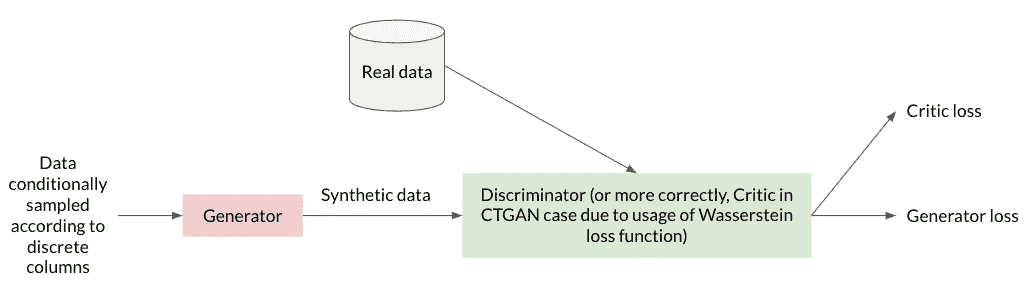 Real data
Critic loss
Data
conditionally
sampled
according to
discrete
columns
Generator
Synthetic data
Discriminator (or more correctly, Critic in
CTGAN case due to usage of Wasserstein
loss function)
Generator loss